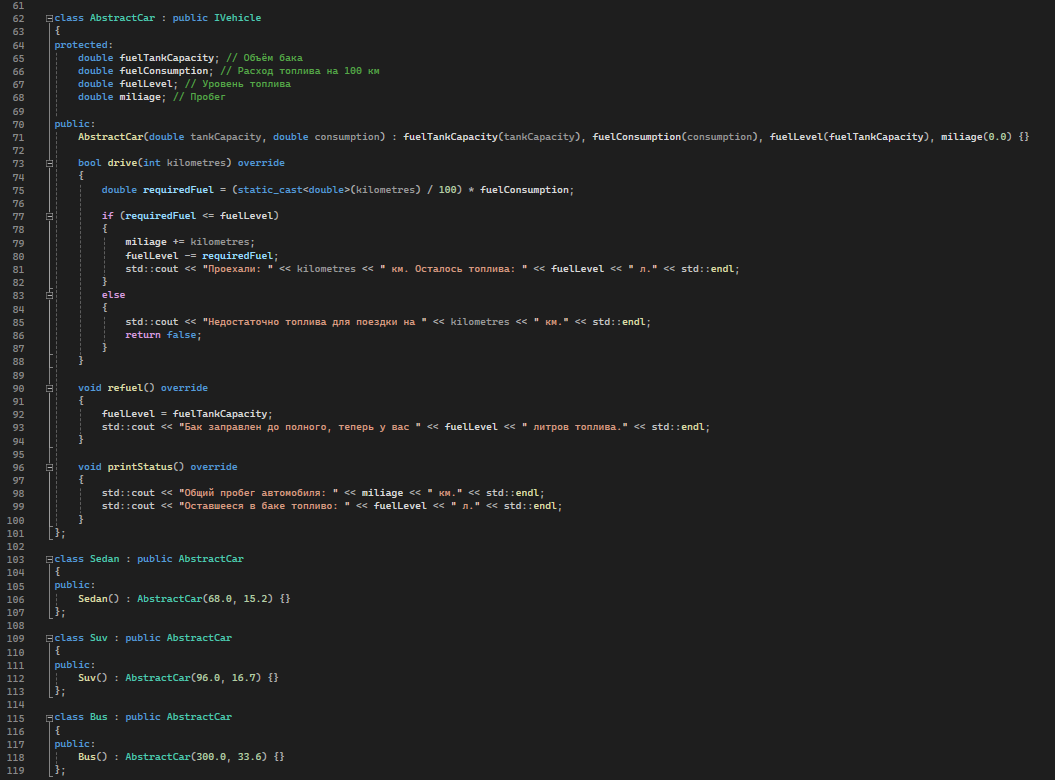 61
62 class AbstractCar : public IVehicle
63 {
64 protected:
65 double fuelTankCapacity; // Объём бака
66 double fuelConsumption; // Расход топлива на 100 км
67 double fuelLevel; // Уровень топлива
68 double miliage; // Пробег
69
70 public:
71 AbstractCar(double tankCapacity, double consumption) : fuelTankCapacity(tankCapacity), fuelConsumption(consumption), fuelLevel(fuelTankCapacity), miliage(0.0) {}
72
73 bool drive(int kilometres) override
74 {
75 double requiredFuel = (static_cast<double>(kilometres) / 100) * fuelConsumption;
76
77 if (requiredFuel <= fuelLevel)
78 {
79 miliage += kilometres;
80 fuelLevel -= requiredFuel;
81 std::cout << "Проехали: " << kilometres << " км. Осталось топлива: " << fuelLevel << " л." << std::endl;
82 }
83 else
84 {
85 std::cout << "Недостаточно топлива для поездки на " << kilometres << " км." << std::endl;
86 return false;
87 }
88 }
89
90 void refuel() override
91 {
92 fuelLevel = fuelTankCapacity;
93 std::cout << "Бак заправлен до полного, теперь у вас " << fuelLevel << " литров топлива." << std::endl;
94 }
95
96 void printStatus() override
97 {
98 std::cout << "Общий пробег автомобиля: " << miliage << " км." << std::endl;
99 std::cout << "Оставшееся в баке топливо: " << fuelLevel << " л." << std::endl;
100 }
101 };
102
103 class Sedan : public AbstractCar
104 {
105 public:
106 Sedan() : AbstractCar(68.0, 15.2) {}
107 };
108
109 class Suv : public AbstractCar
110 {
111 public:
112 Suv() : AbstractCar(96.0, 16.7) {}
113 };
114
115 class Bus : public AbstractCar
116 {
117 public:
118 Bus() : AbstractCar(300.0, 33.6) {}
119 };